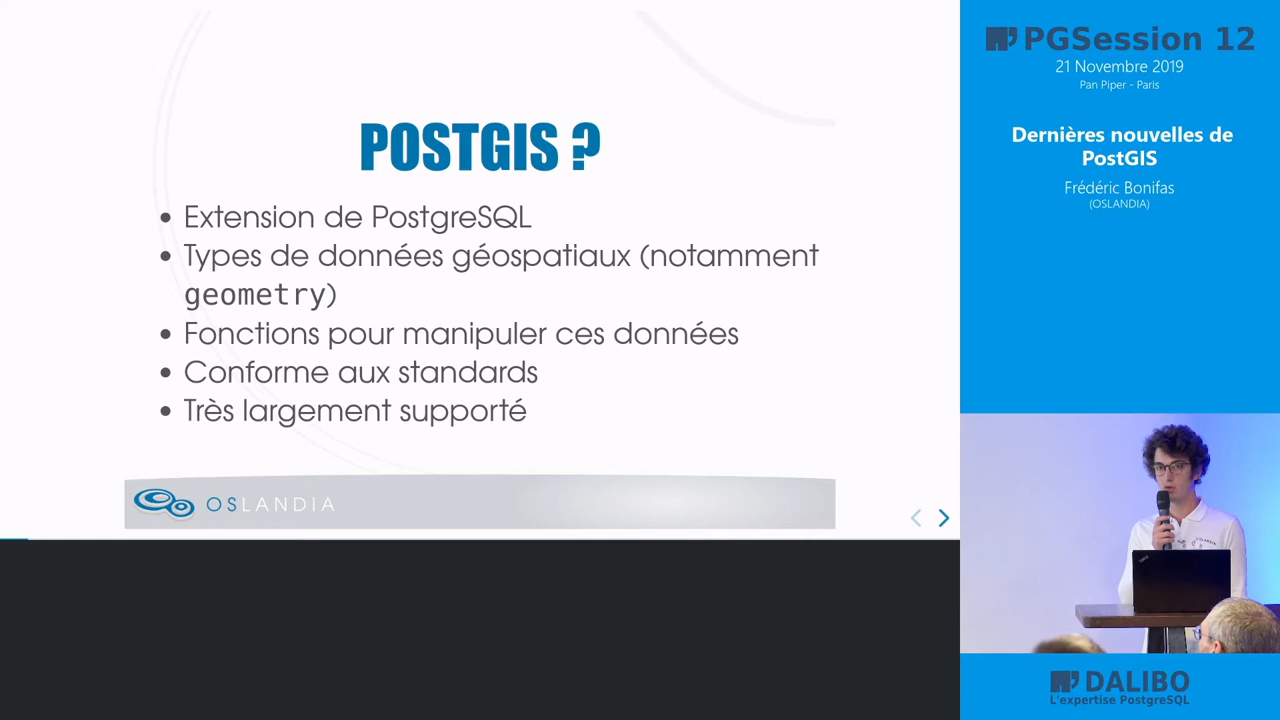 POSTGIS ?
• Extension de PostgreSQL
• Types de données géospatiaux (notamment
geometry)
• Fonctions pour manipuler ces données
• Conforme aux standards
• Très largement supporté
OSLANDIA
PGSession 12
21 Novembre 2019
Pan Piper - Paris
Dernières nouvelles de
PostGIS
Frédéric Bonifas
(OSLANDIA)
DALIBO
L'expertise PostgreSQL